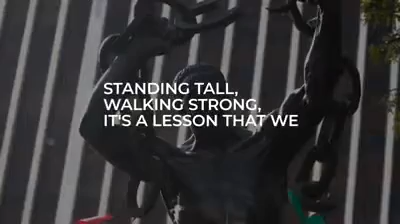 STANDING TALL,
WALKING STRONG,
IT'S A LESSON THAT WE